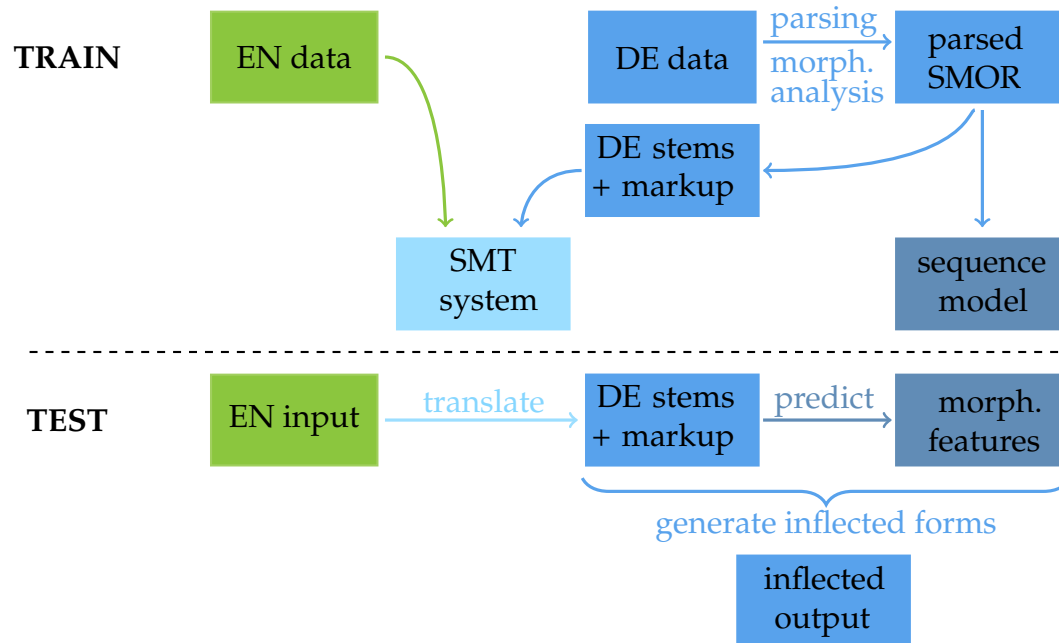 TRAIN
EN data
DE data
parsing
morph.
analysis
parsed
SMOR
DE stems
+ markup
SMT
system
sequence
model
TEST
EN input
translate
DE stems
+ markup
predict
morph.
features
generate inflected forms
inflected
output